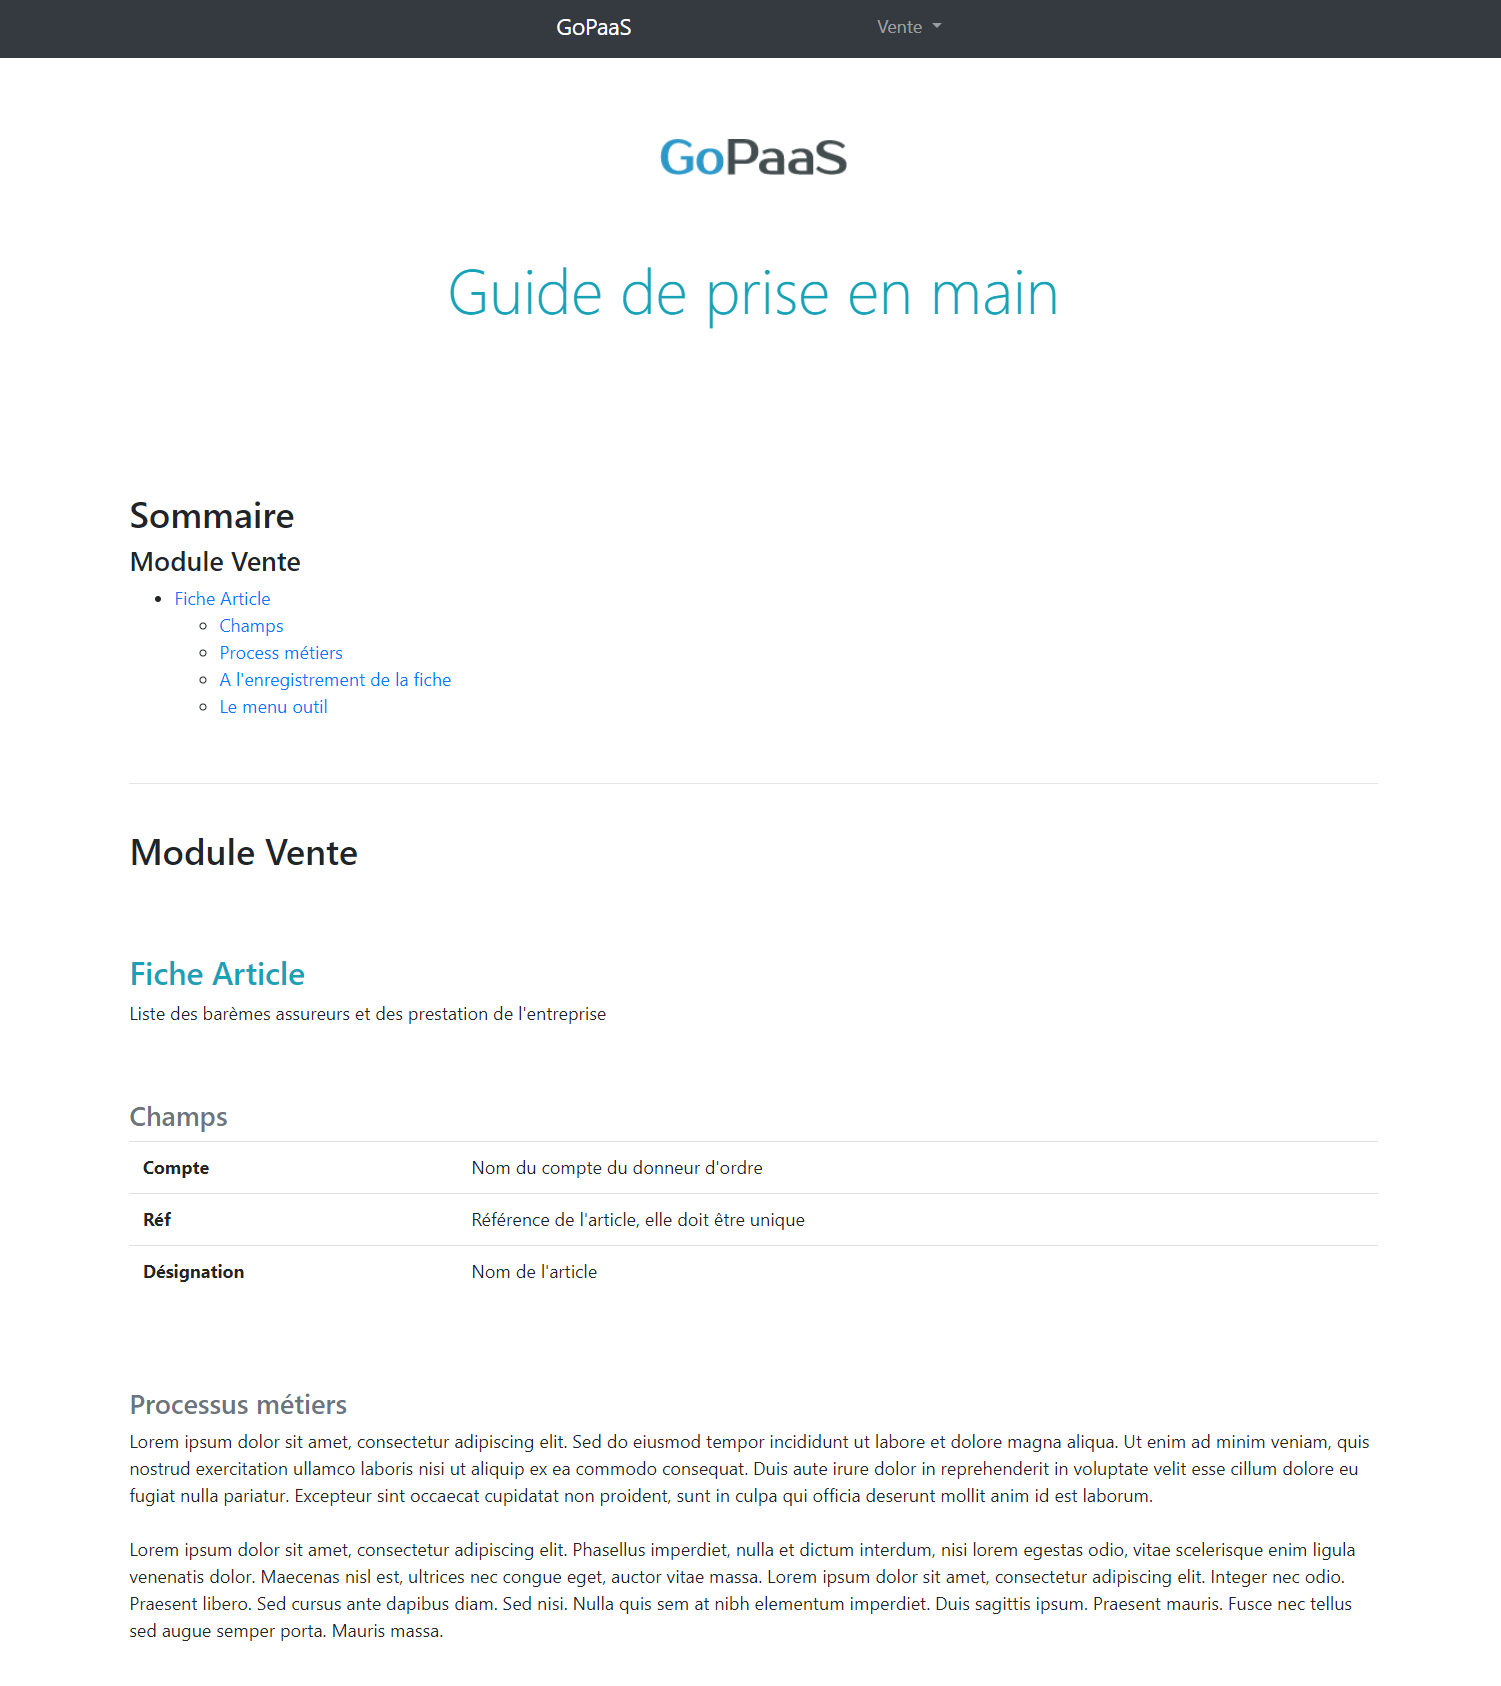 GoPaaS Vente
GoPaaS
Guide de prise en main
Sommaire
Module Vente
Fiche Article
Champs
Process métiers
A l'enregistrement de la fiche
Le menu outil
Module Vente
Fiche Article
Liste des barèmes assureurs et des prestation de l'entreprise
Champs
Compte Nom du compte du donneur d'ordre
Réf Référence de l'article, elle doit être unique
Désignation Nom de l'article
Processus métiers
Lorem ipsum dolor sit amet, consectetur adipiscing elit. Sed do eiusmod tempor incididunt ut labore et dolore magna aliqua. Ut enim ad minim veniam, quis
nostrud exercitation ullamco laboris nisi ut aliquip ex ea commodo consequat. Duis aute irure dolor in reprehenderit in voluptate velit esse cillum dolore eu
fugiat nulla pariatur. Excepteur sint occaecat cupidatat non proident, sunt in culpa qui officia deserunt mollit anim id est laborum.
Lorem ipsum dolor sit amet, consectetur adipiscing elit. Phasellus imperdiet, nulla et dictum interdum, nisi lorem egestas odio, vitae scelerisque enim ligula
venenatis dolor. Maecenas nisl est, ultrices nec congue eget, auctor vitae massa. Lorem ipsum dolor sit amet, consectetur adipiscing elit. Integer nec odio.
Praesent libero. Sed cursus ante dapibus diam. Sed nisi. Nulla quis sem at nibh elementum imperdiet. Duis sagittis ipsum. Praesent mauris. Fusce nec tellus
sed augue semper porta. Mauris massa.